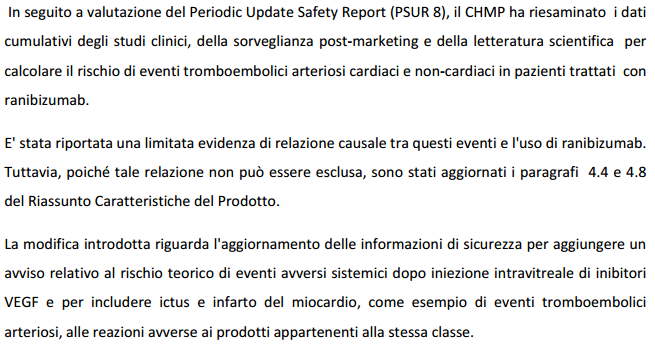 In seguito a valutazione del Periodic Update Safety Report (PSUR 8), il CHMP ha riesaminato i dati
cumulativi degli studi clinici, della sorveglianza post-marketing e della letteratura scientifica per
calcolare il rischio di eventi tromboembolici arteriosi cardiaci e non-cardiaci in pazienti trattati con
ranibizumab.
E' stata riportata una limitata evidenza di relazione causale tra questi eventi e l'uso di ranibizumab.
Tuttavia, poiché tale relazione non può essere esclusa, sono stati aggiornati i paragrafi 4.4 e 4.8
del Riassunto Caratteristiche del Prodotto.
La modifica introdotta riguarda l'aggiornamento delle informazioni di sicurezza per aggiungere un
avviso relativo al rischio teorico di eventi avversi sistemici dopo iniezione intravitreale di inibitori
VEGF e per includere ictus e infarto del miocardio, come esempio di eventi tromboembolici
arteriosi, alle reazioni avverse ai prodotti appartenenti alla stessa classe.